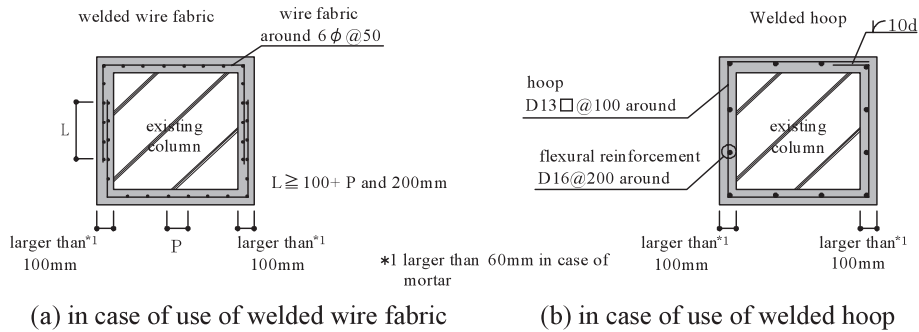 welded wire fabric
wire fabric
around 6ϕ@50
L
existing
column
L≧100+ P and 200mm
larger than*1
100mm
P
larger than*1
100mm
*1 larger than 60mm in case of
mortar
(a) in case of use of welded wire fabric
Welded hoop
10d
hoop
D13□@100 around
existing
column
flexural reinforcement
D16@200 around
larger than*1
100mm
larger than*1
100mm
(b) in case of use of welded hoop